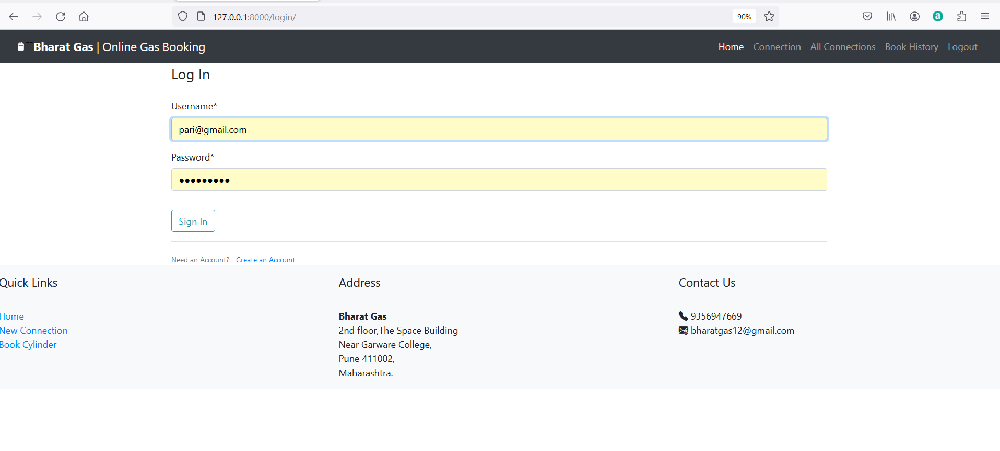 127.0.0.1:8000/login/
90%
Bharat Gas | Online Gas Booking
Home Connection All Connections Book History Logout
Log In
Username*
pari@gmail.com
Password*
●●●●●●●●●
Sign In
Need an Account? Create an Account
Quick Links
Home
New Connection
Book Cylinder
Address
Bharat Gas
2nd floor,The Space Building
Near Garware College,
Pune 411002,
Maharashtra.
Contact Us
9356947669
bharatgas12@gmail.com